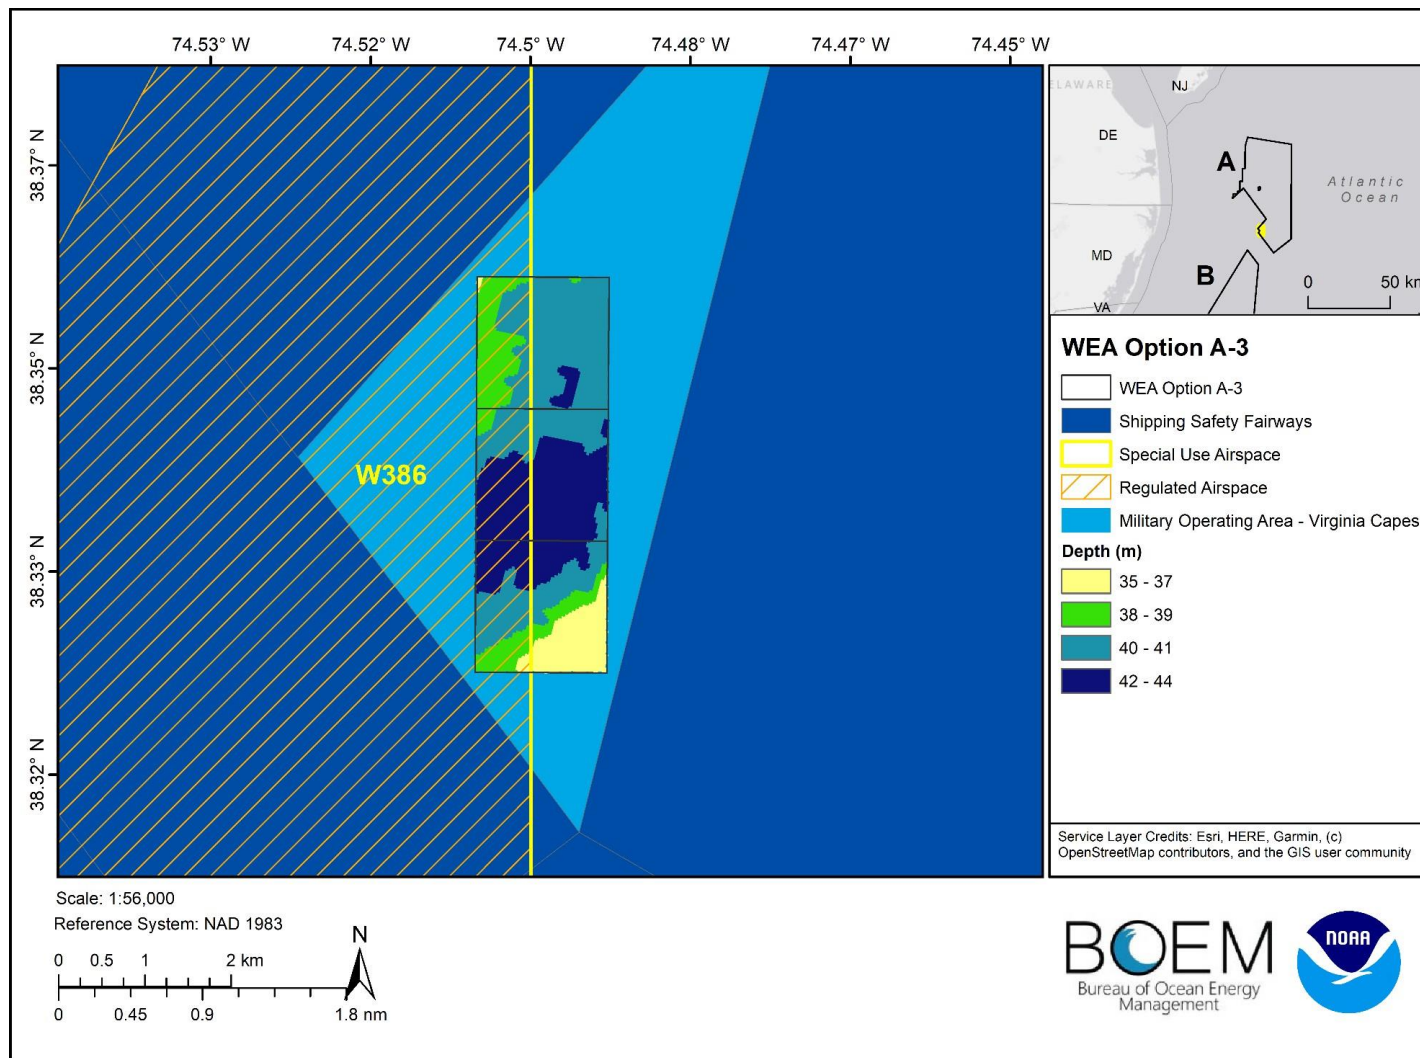 74.53° W 74.52° W 74.5° W 74.48° W 74.47° W 74.45° W
38.37° N
38.35° N
38.33° N
38.32° N
W386
ELAWARE
NJ
DE
A
Atlantic
Ocean
MD
B
0 50 km
VA
WEA Option A-3
WEA Option A-3
Shipping Safety Fairways
Special Use Airspace
Regulated Airspace
Military Operating Area - Virginia Capes
Depth (m)
35 - 37
38 - 39
40 - 41
42 - 44
Service Layer Credits: Esri, HERE, Garmin, (c)
OpenStreetMap contributors, and the GIS user community
Scale: 1:56,000
Reference System: NAD 1983
N
0 0.5 1 2 km
0 0.45 0.9 1.8 nm
BOEM
Bureau of Ocean Energy
Management
NOAA